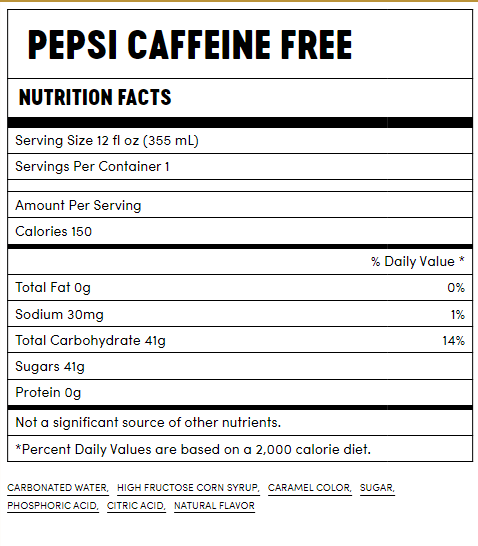 PEPSI CAFFEINE FREE
NUTRITION FACTS
Serving Size 12 fl oz (355 mL)
Servings Per Container 1
Amount Per Serving
Calories 150
% Daily Value *
Total Fat 0g 0%
Sodium 30mg 1%
Total Carbohydrate 41g 14%
Sugars 41g
Protein 0g
Not a significant source of other nutrients.
*Percent Daily Values are based on a 2,000 calorie diet.
CARBONATED WATER, HIGH FRUCTOSE CORN SYRUP, CARAMEL COLOR, SUGAR,
PHOSPHORIC ACID, CITRIC ACID, NATURAL FLAVOR